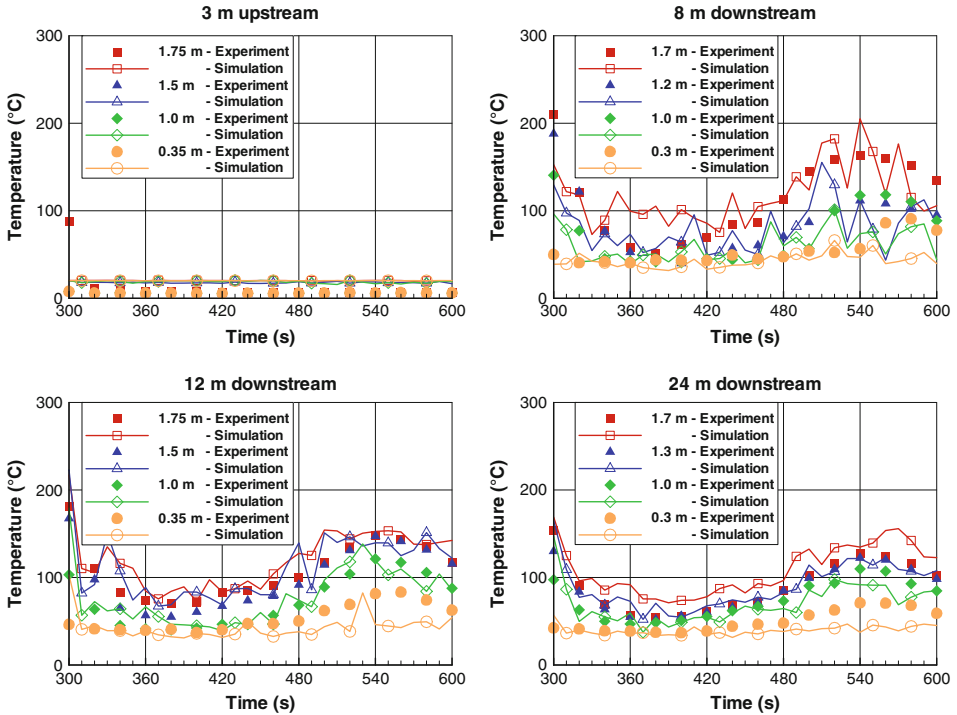 3 m upstream
300
200
100
0
Temperature (°C)
1.75 m - Experiment
- Simulation
1.5 m - Experiment
- Simulation
1.0 m - Experiment
- Simulation
0.35 m - Experiment
- Simulation
300 360 420 480 540 600
Time (s)
8 m downstream
300
200
100
0
Temperature (°C)
1.7 m - Experiment
- Simulation
1.2 m - Experiment
- Simulation
1.0 m - Experiment
- Simulation
0.3 m - Experiment
- Simulation
300 360 420 480 540 600
Time (s)
12 m downstream
300
200
100
0
Temperature (°C)
1.75 m - Experiment
- Simulation
1.5 m - Experiment
- Simulation
1.0 m - Experiment
- Simulation
0.35 m - Experiment
- Simulation
300 360 420 480 540 600
Time (s)
24 m downstream
300
200
100
0
Temperature (°C)
1.7 m - Experiment
- Simulation
1.3 m - Experiment
- Simulation
1.0 m - Experiment
- Simulation
0.3 m - Experiment
- Simulation
300 360 420 480 540 600
Time (s)